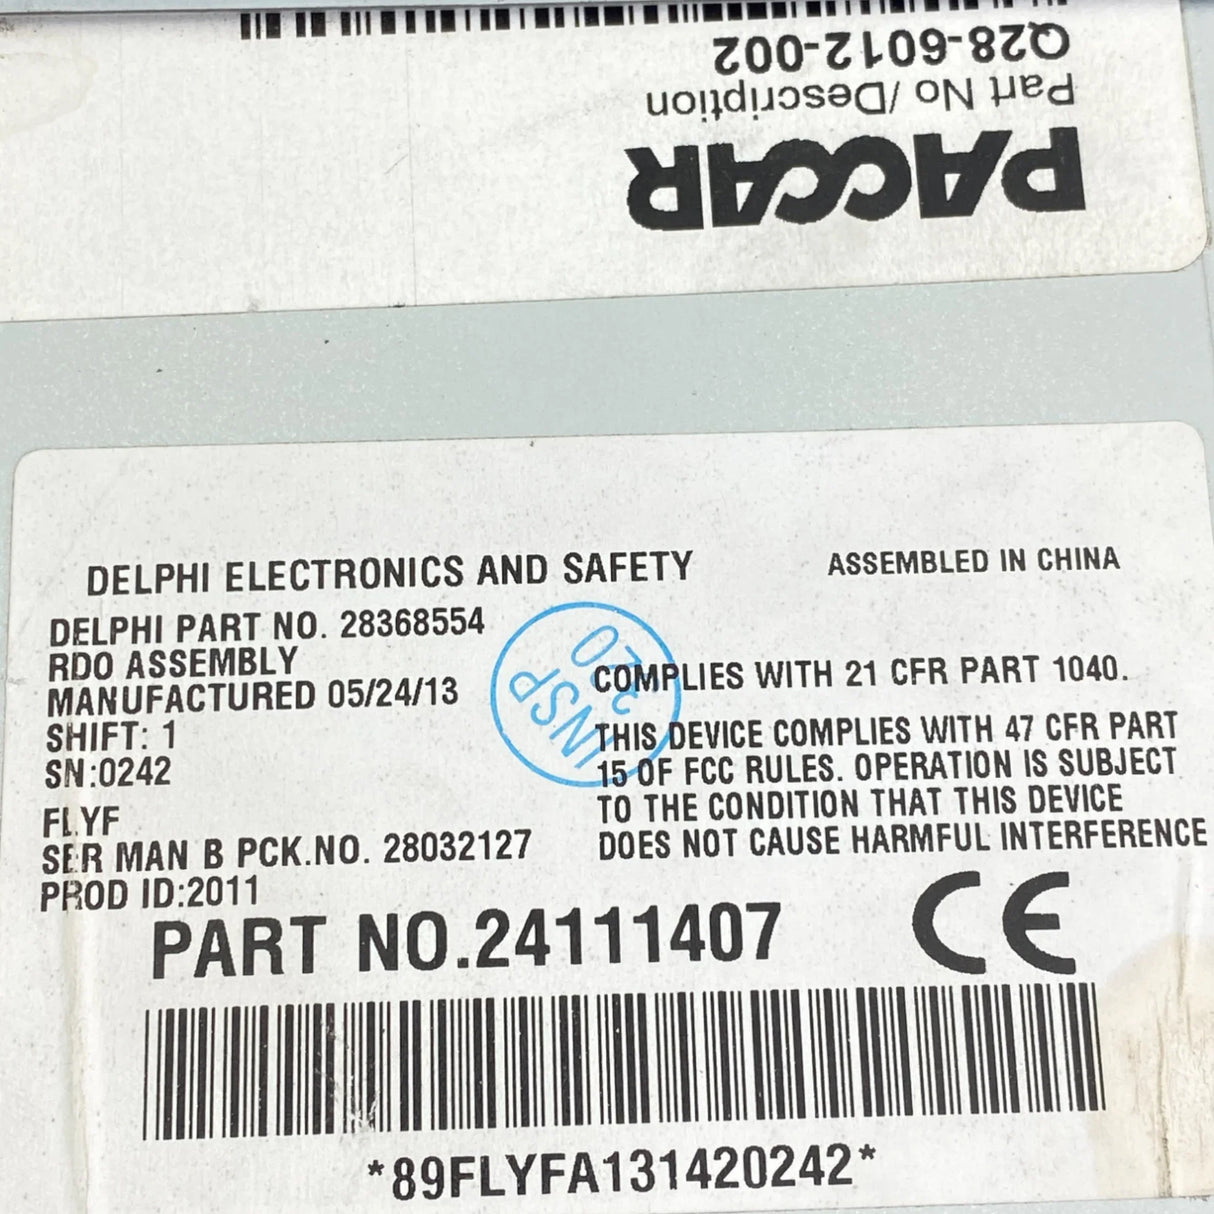 Q28-6012-002
Part No/Description
PACCAR
DELPHI ELECTRONICS AND SAFETY
ASSEMBLED IN CHINA
DELPHI PART NO. 28368554
RDO ASSEMBLY
MANUFACTURED 05/24/13
SHIFT: 1
SN:0242
FLYF
SER MAN B PCK.NO. 28032127
PROD ID:2011
INSP
320
COMPLIES WITH 21 CFR PART 1040.
THIS DEVICE COMPLIES WITH 47 CFR PART
15 OF FCC RULES. OPERATION IS SUBJECT
TO THE CONDITION THAT THIS DEVICE
DOES NOT CAUSE HARMFUL INTERFERENCE
PART NO.24111407
CE
*89FLYFA131420242*